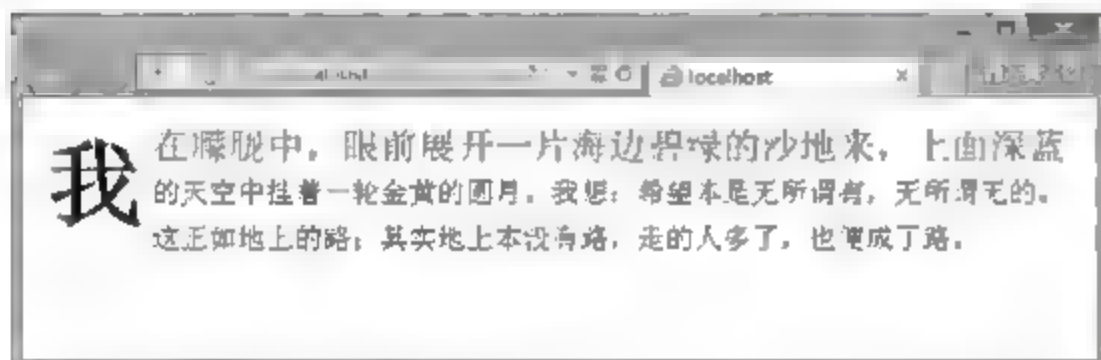 localhost
我在朦胧中，眼前展开一片海边碧绿的沙地来，上面深蓝
的天空中挂着一轮金黄的圆月。我想：希望本是无所谓有，无所谓无的。
这正如地上的路；其实地上本没有路，走的人多了，也便成了路。